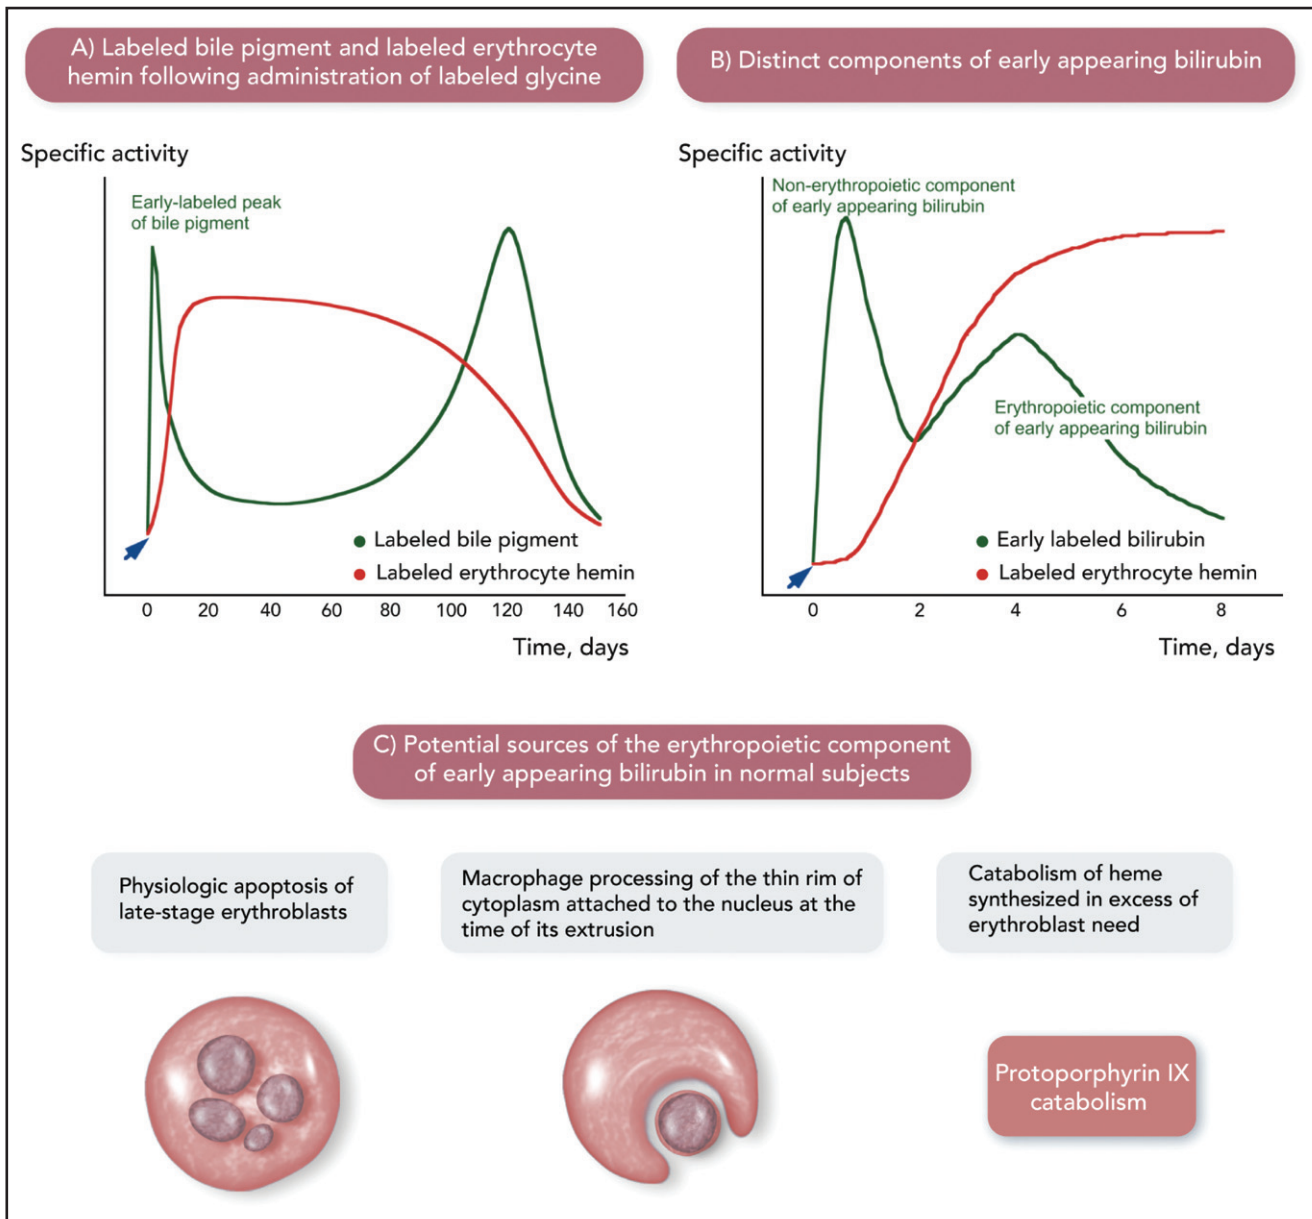 A) Labeled bile pigment and labeled erythrocyte
hemin following administration of labeled glycine
Specific activity
Early-labeled peak
of bile pigment
Labeled bile pigment
Labeled erythrocyte hemin
0 20 40 60 80 100 120 140 160
Time, days
B) Distinct components of early appearing bilirubin
Specific activity
Non-erythropoietic component
of early appearing bilirubin
Erythropoietic component
of early appearing bilirubin
Early labeled bilirubin
Labeled erythrocyte hemin
0 2 4 6 8
Time, days
C) Potential sources of the erythropoietic component
of early appearing bilirubin in normal subjects
Physiologic apoptosis of
late-stage erythroblasts
Macrophage processing of the thin rim of
cytoplasm attached to the nucleus at the
time of its extrusion
Catabolism of heme
synthesized in excess of
erythroblast need
Protoporphyrin IX
catabolism